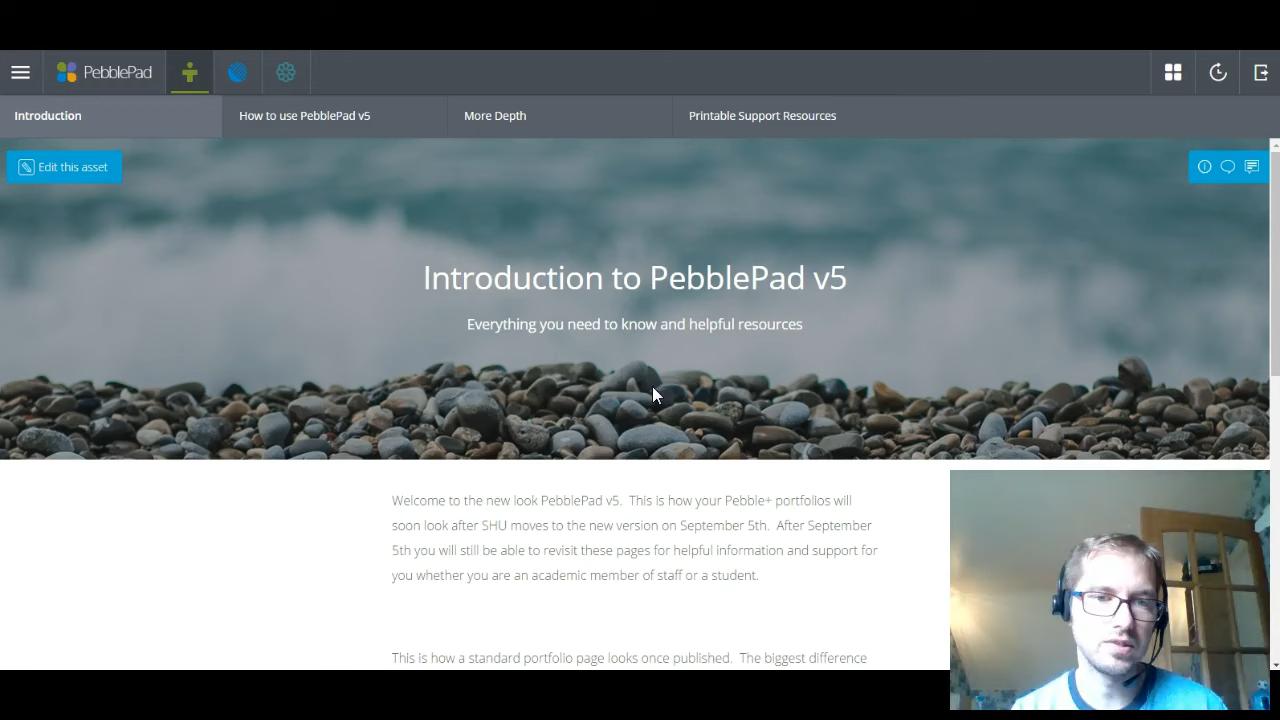 PebblePad
Introduction
How to use PebblePad v5
More Depth
Printable Support Resources
Edit this asset
Introduction to PebblePad v5
Everything you need to know and helpful resources
Welcome to the new look PebblePad v5. This is how your Pebble+ portfolios will
soon look after SHU moves to the new version on September 5th. After September
5th you will still be able to revisit these pages for helpful information and support for
you whether you are an academic member of staff or a student.
This is how a standard portfolio page looks once published. The biggest difference